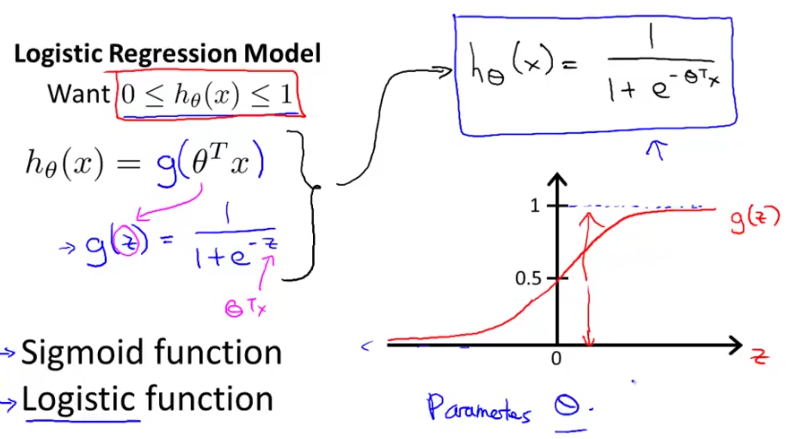 Logistic Regression Model
Want 0 ≤ hθ(x) ≤ 1
hθ(x) = g(θᵀx)
→ g(z) = 1 / (1 + e^(-z))
θᵀx
→ Sigmoid function
→ Logistic function
hθ(x) = 1 / (1 + e^(-θᵀx))
↑
1
g(z)
0.5
0
z
Parametes θ.